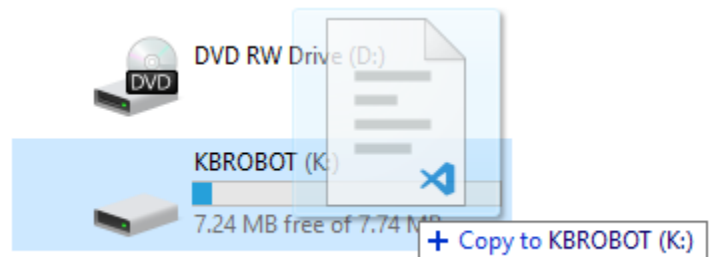 DVD RW Drive (D:)
DVD
KBROBOT (K:)
7.24 MB free of 7.74 MB
+ Copy to KBROBOT (K:)